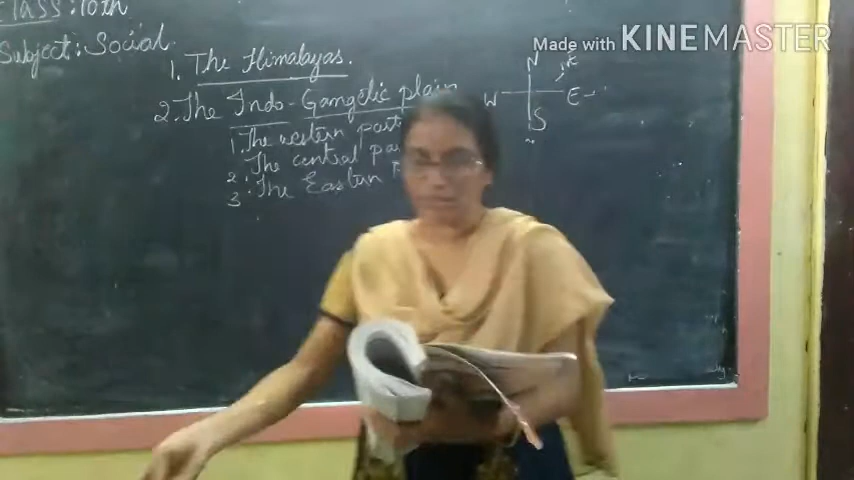 Class: 10th
Subject: Social
Made with KINEMASTER
1. The Himalayas.
2. The Indo-Gangetic plain
1. The western part
2. The central pa
3. The Eastern
N
E
W E
S